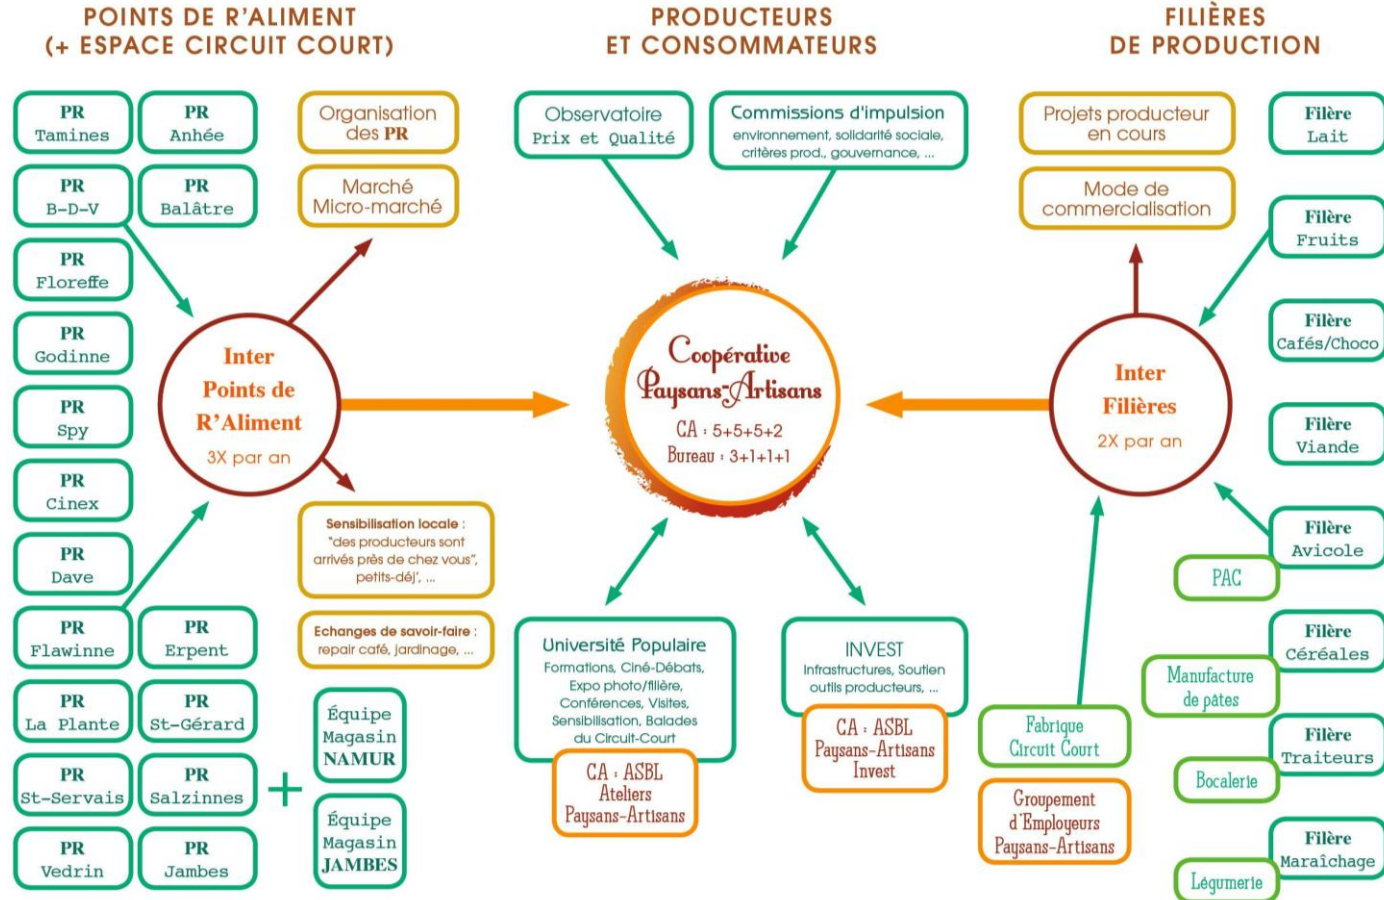 POINTS DE R'ALIMENT
(+ ESPACE CIRCUIT COURT)
PR
Tamines
PR
Anhée
PR
B-D-V
PR
Balâtre
PR
Floreffe
PR
Godinne
PR
Spy
PR
Cinex
PR
Dave
PR
Flawinne
PR
Erpent
PR
La Plante
PR
St-Gérard
PR
St-Servais
PR
Salzinnes
PR
Vedrin
PR
Jambes
+
Équipe
Magasin
NAMUR
Équipe
Magasin
JAMBES
Organisation
des PR
Marché
Micro-marché
Inter
Points de
R'Aliment
3X par an
Sensibilisation locale :
"des producteurs sont
arrivés près de chez vous",
petits-déj', ...
Echanges de savoir-faire :
repair café, jardinage, ...
PRODUCTEURS
ET CONSOMMATEURS
Observatoire
Prix et Qualité
Commissions d'impulsion
environnement, solidarité sociale,
critères prod., gouvernance, ...
Coopérative
Paysans-Artisans
CA : 5+5+5+2
Bureau : 3+1+1+1
Université Populaire
Formations, Ciné-Débats,
Expo photo/filière,
Conférences, Visites,
Sensibilisation, Balades
du Circuit-Court
CA : ASBL
Ateliers
Paysans-Artisans
INVEST
Infrastructures, Soutien
outils producteurs, ...
CA : ASBL
Paysans-Artisans
Invest
FILIÈRES
DE PRODUCTION
Projets producteur
en cours
Mode de
commercialisation
Inter
Filières
2X par an
Fabrique
Circuit Court
Groupement
d'Employeurs
Paysans-Artisans
Filère
Lait
Filère
Fruits
Filère
Cafés/Choco
Filère
Viande
Filère
Avicole
PAC
Filère
Céréales
Manufacture
de pâtes
Filère
Traiteurs
Bocalerie
Filère
Maraîchage
Légumerie